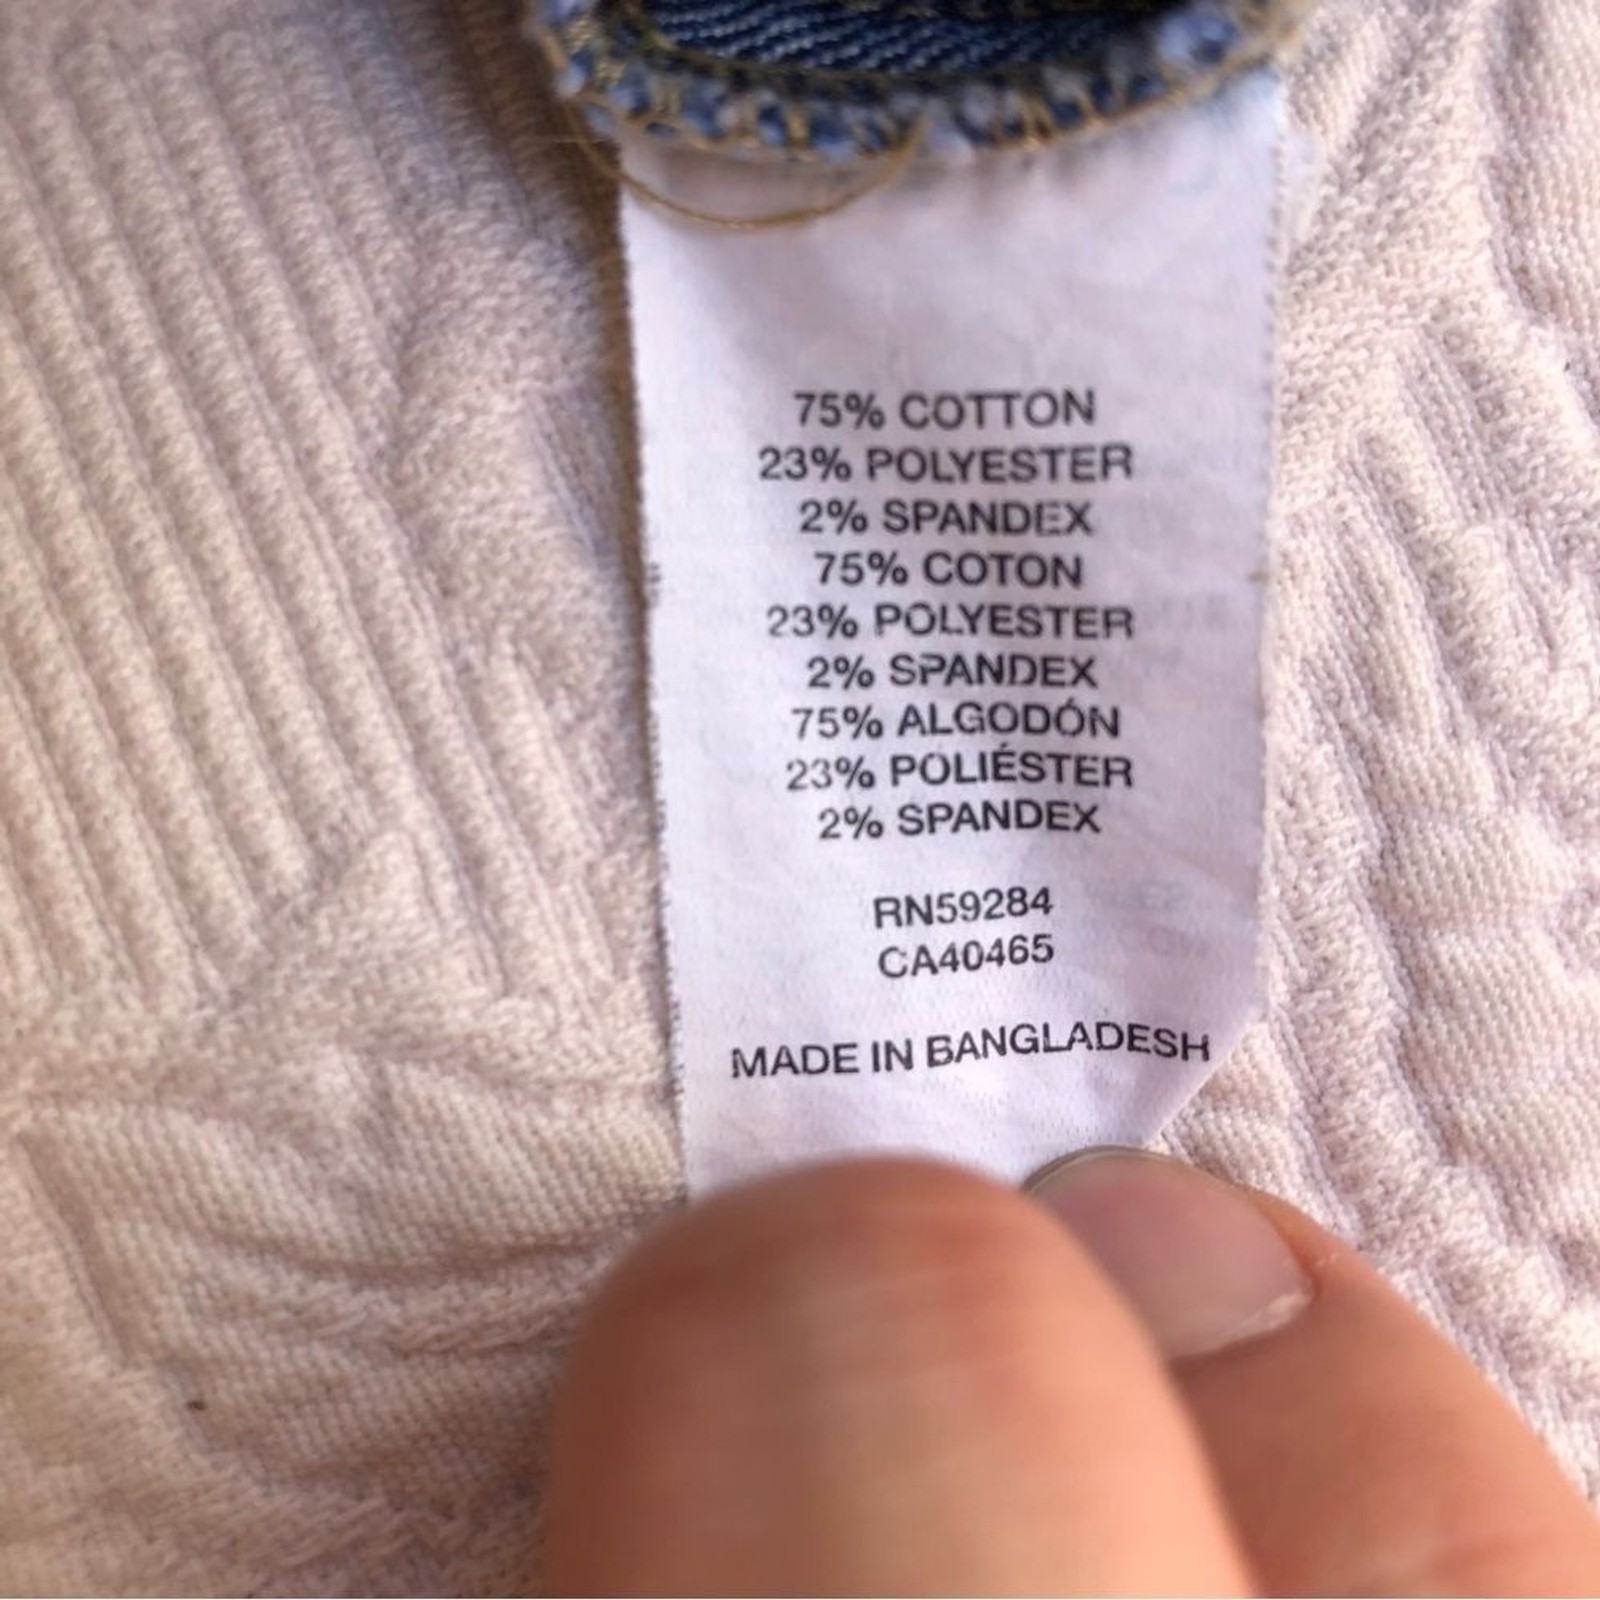 75% COTTON
23% POLYESTER
2% SPANDEX
75% COTON
23% POLYESTER
2% SPANDEX
75% ALGODÓN
23% POLIÉSTER
2% SPANDEX
RN59284
CA40465
MADE IN BANGLADESH